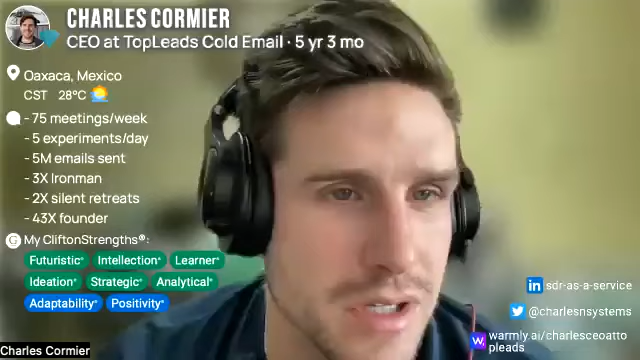 CHARLES CORMIER
CEO at TopLeads Cold Email · 5 yr 3 mo
Oaxaca, Mexico
CST 28°C
- 75 meetings/week
- 5 experiments/day
- 5M emails sent
- 3X Ironman
- 2X silent retreats
- 43X founder
G My CliftonStrengths®:
Futuristic® Intellection® Learner®
Ideation® Strategic® Analytical®
Adaptability® Positivity®
in sdr-as-a-service
@charlesnsystems
W warmly.ai/charlesceoatto
pleads
Charles Cormier